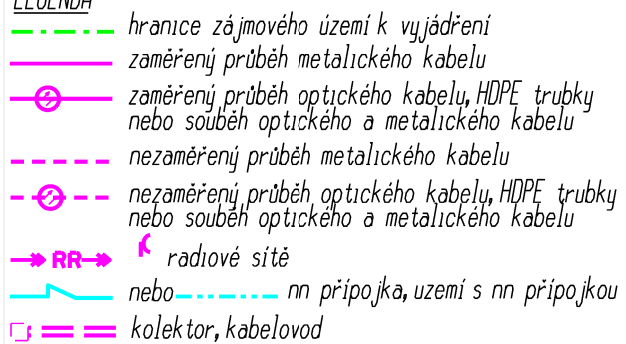 LEGENDA
hranice zájmového území k vyjádření
zaměřený průběh metalického kabelu
zaměřený průběh optického kabelu, HDPE trubky
nebo souběh optického a metalického kabelu
nezaměřený průběh metalického kabelu
nezaměřený průběh optického kabelu, HDPE trubky
nebo souběh optického a metalického kabelu
RR radiové sítě
nebo nn přípojka, uzemí s nn přípojkou
kolektor, kabelovod